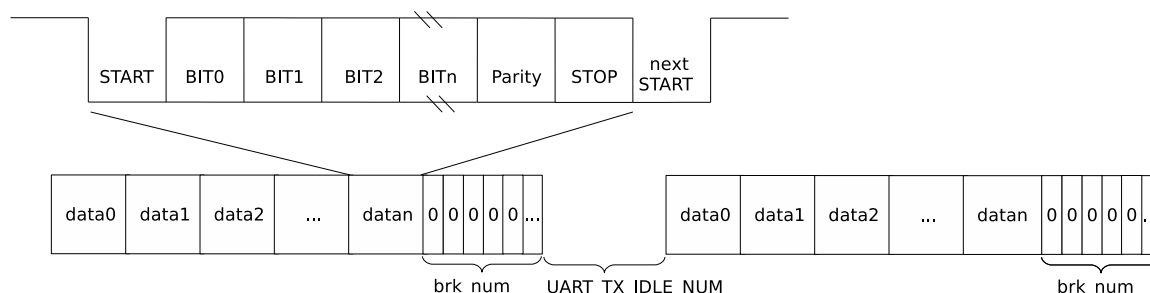 START BIT0 BIT1 BIT2 BITn Parity STOP next START
data0 data1 data2 ... datan 0 0 0 0 0 ... data0 data1 data2 ... datan 0 0 0 0 0 ..
brk num UART TX IDLE NUM brk num